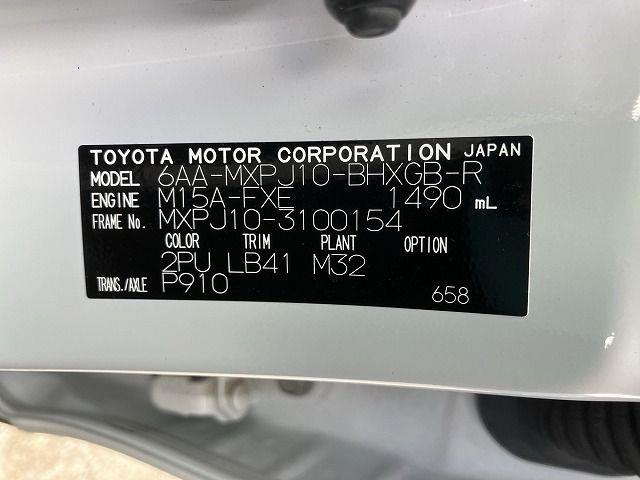 TOYOTA MOTOR CORPORATION JAPAN
MODEL 6AA-MXPJ10-BHXGB-R
ENGINE M15A-FXE 1490 mL
FRAME No. MXPJ10-3100154
COLOR TRIM PLANT OPTION
2PU LB41 M32
TRANS./AXLE P910
658